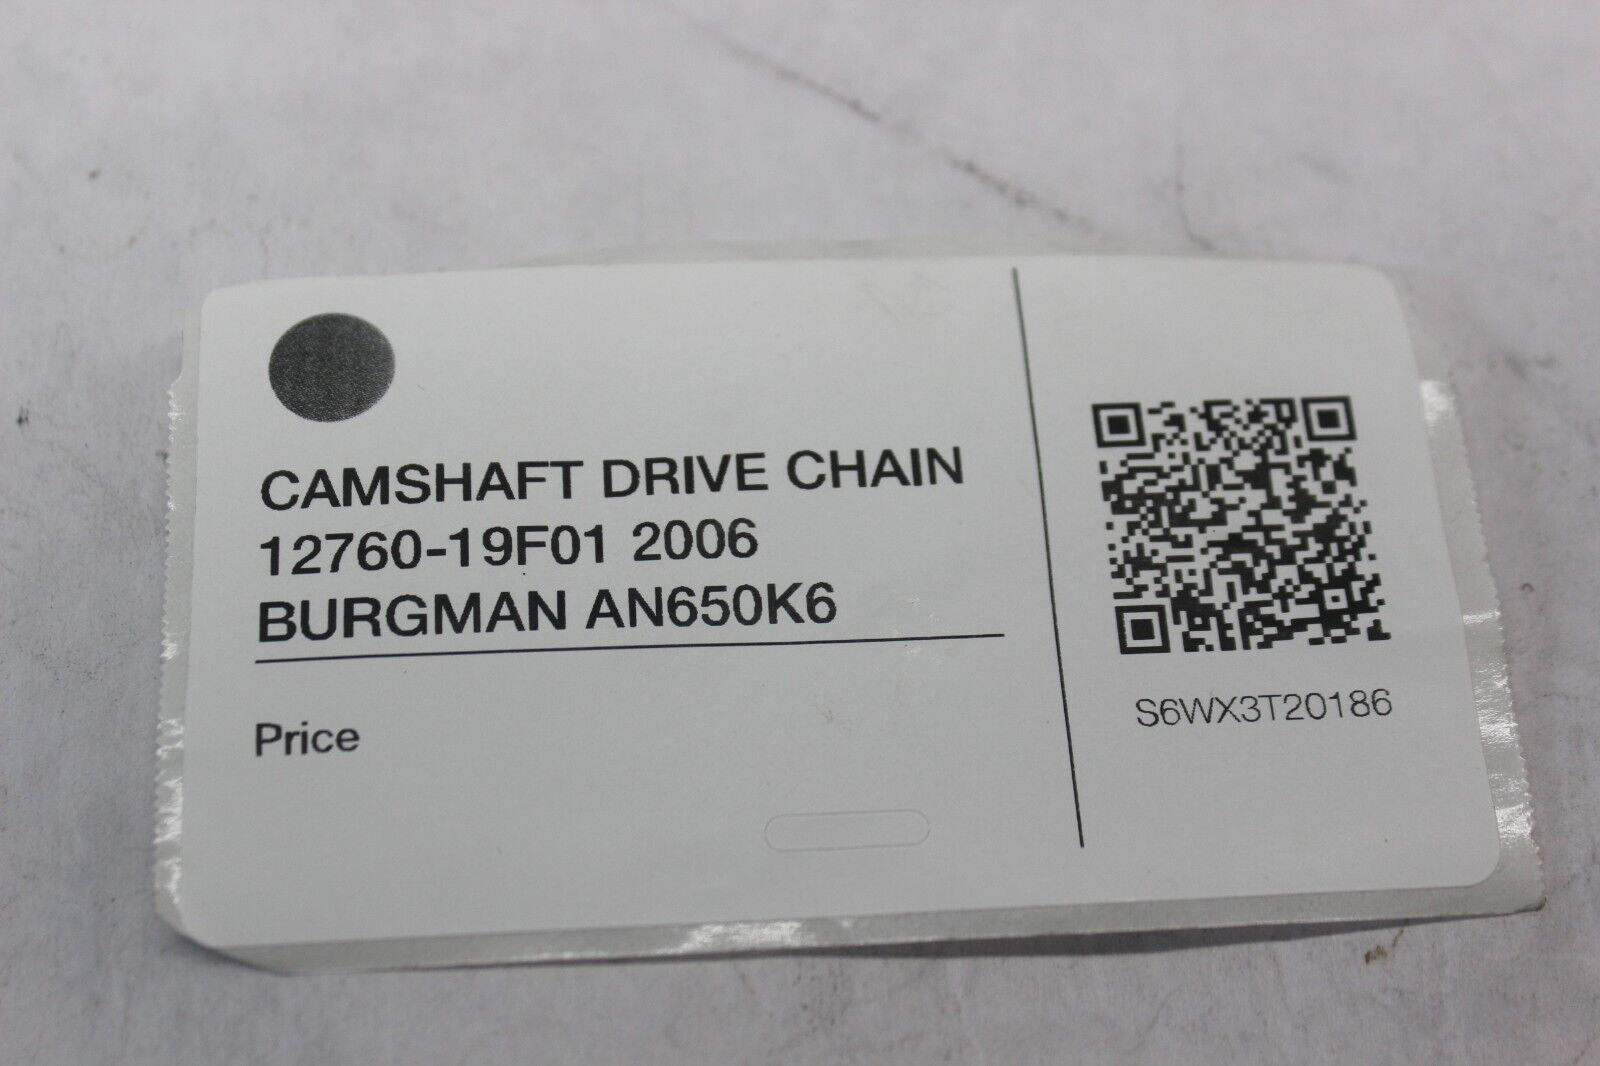 CAMSHAFT DRIVE CHAIN
12760-19F01 2006
BURGMAN AN650K6
Price
S6WX3T20186